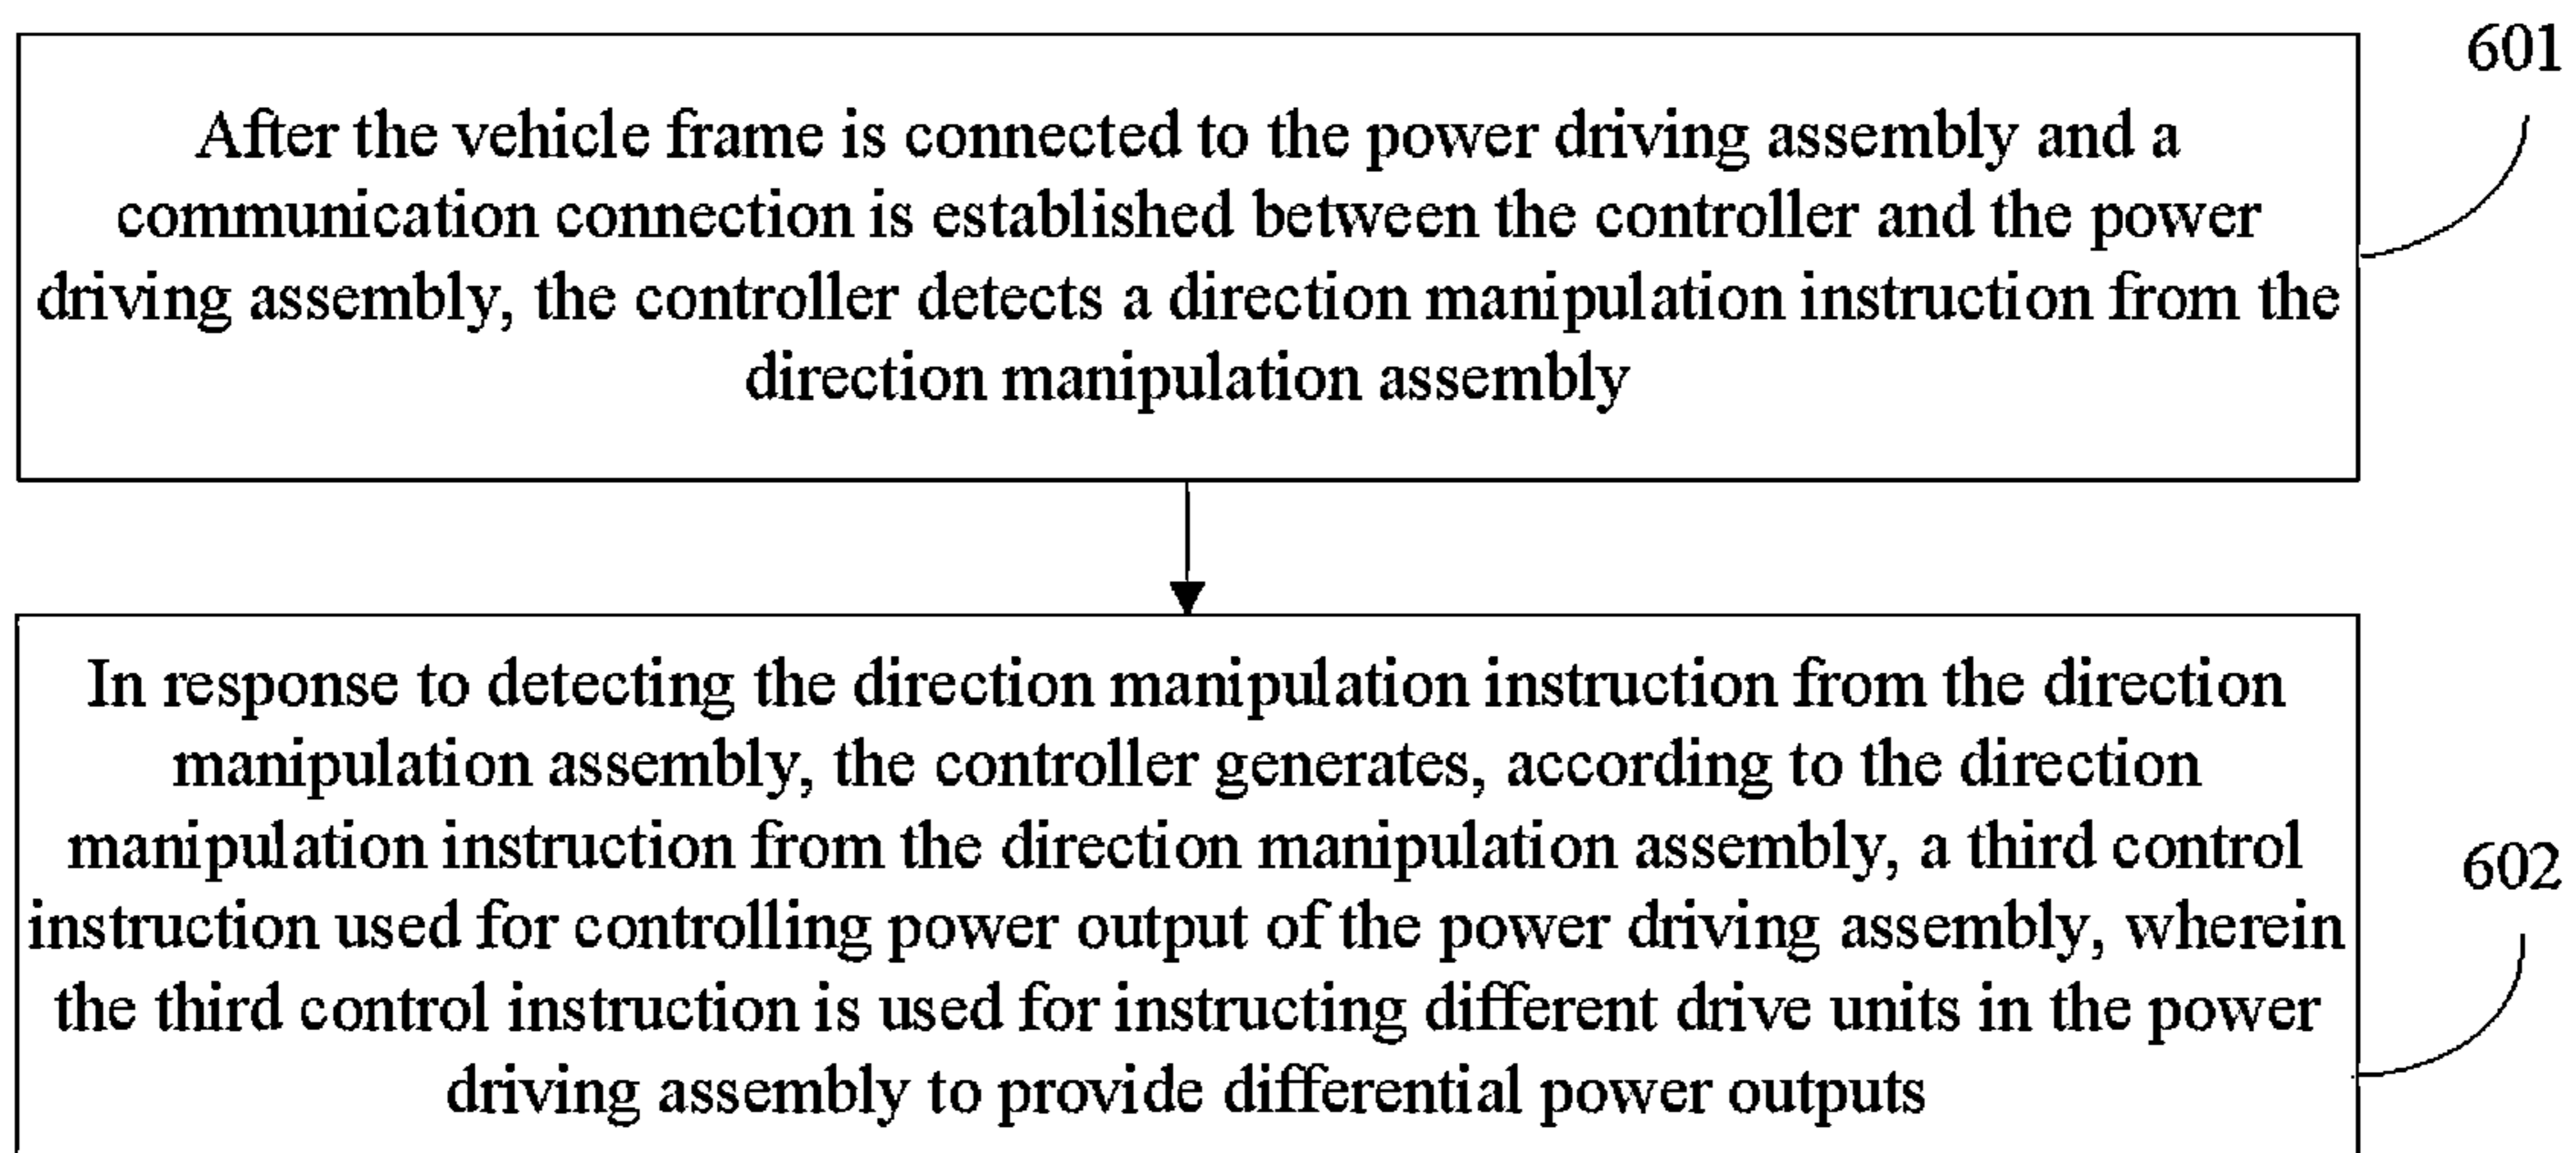 601
After the vehicle frame is connected to the power driving assembly and a
communication connection is established between the controller and the power
driving assembly, the controller detects a direction manipulation instruction from the
direction manipulation assembly
In response to detecting the direction manipulation instruction from the direction
manipulation assembly, the controller generates, according to the direction
manipulation instruction from the direction manipulation assembly, a third control
602
instruction used for controlling power output of the power driving assembly, wherein
the third control instruction is used for instructing different drive units in the power
driving assembly to provide differential power outputs